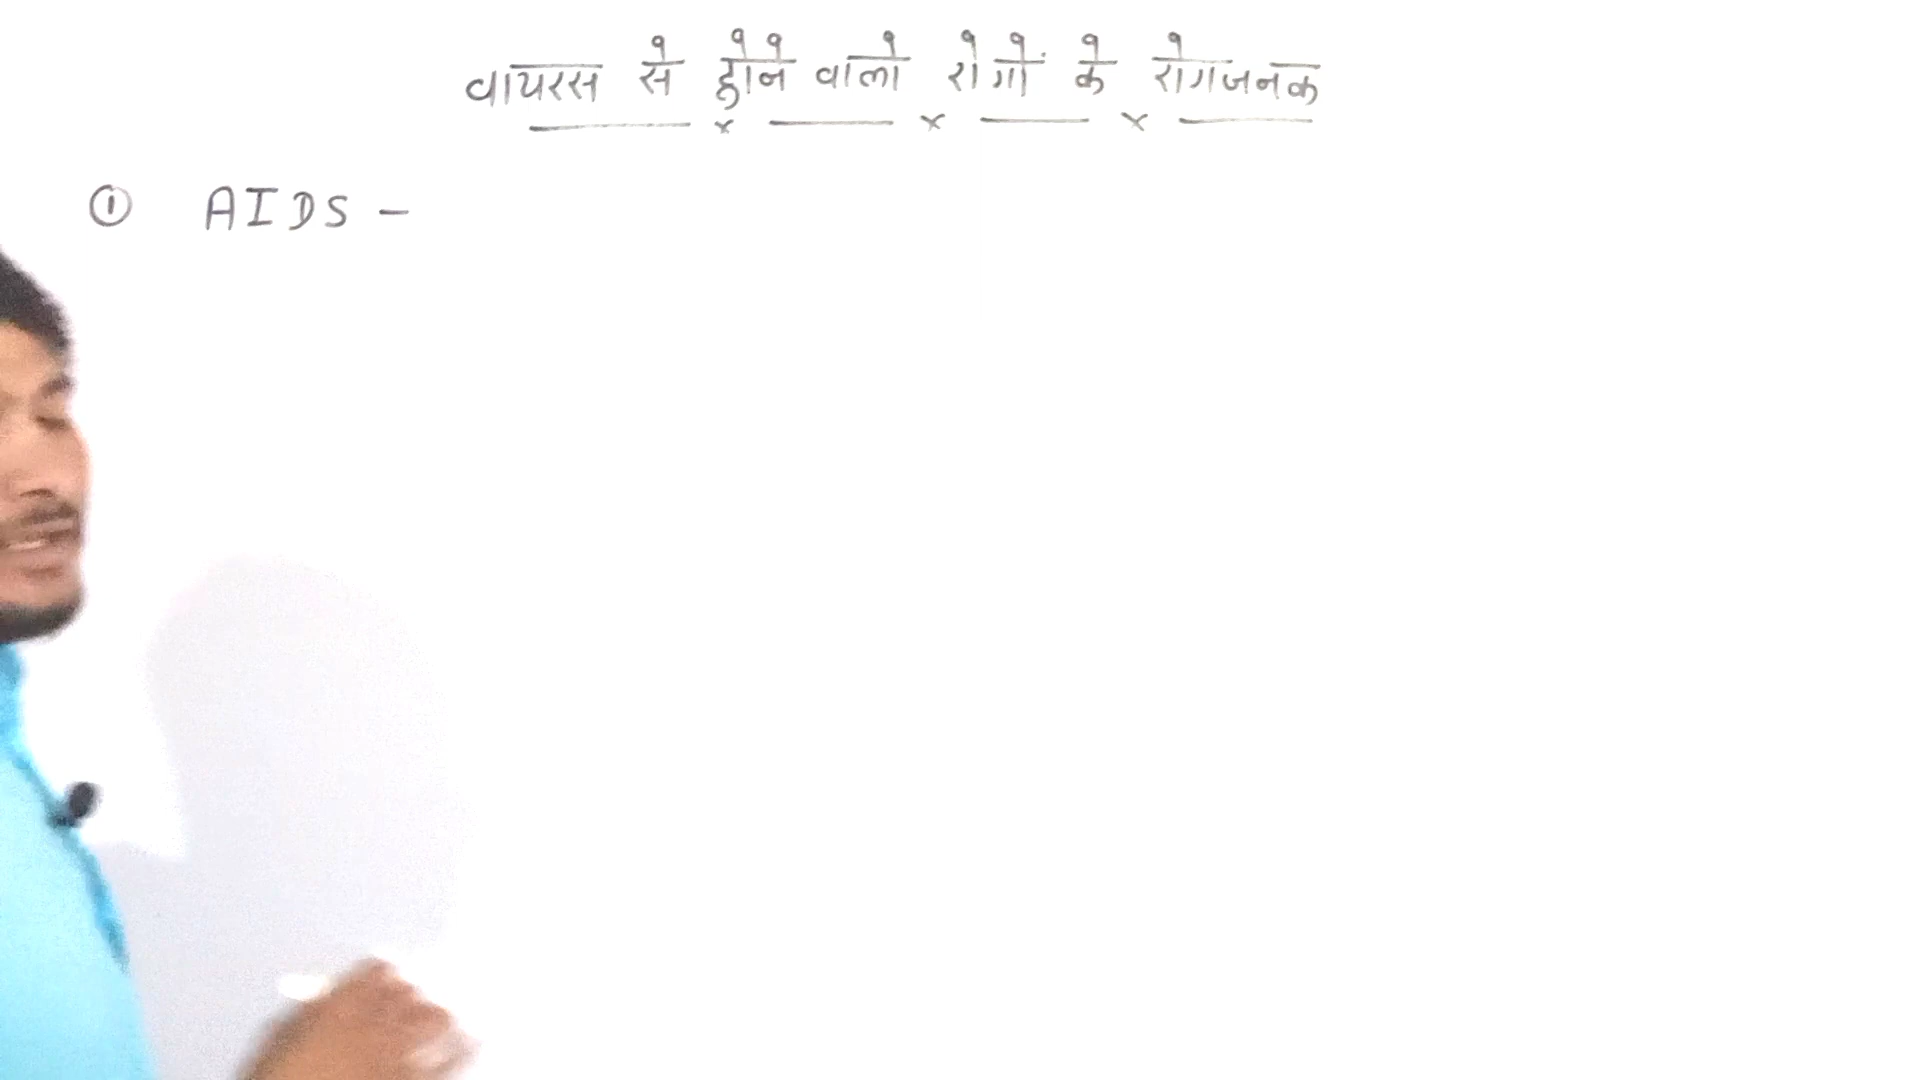 वायरस से होने वाले रोगों के रोगजनक
① AIDS -